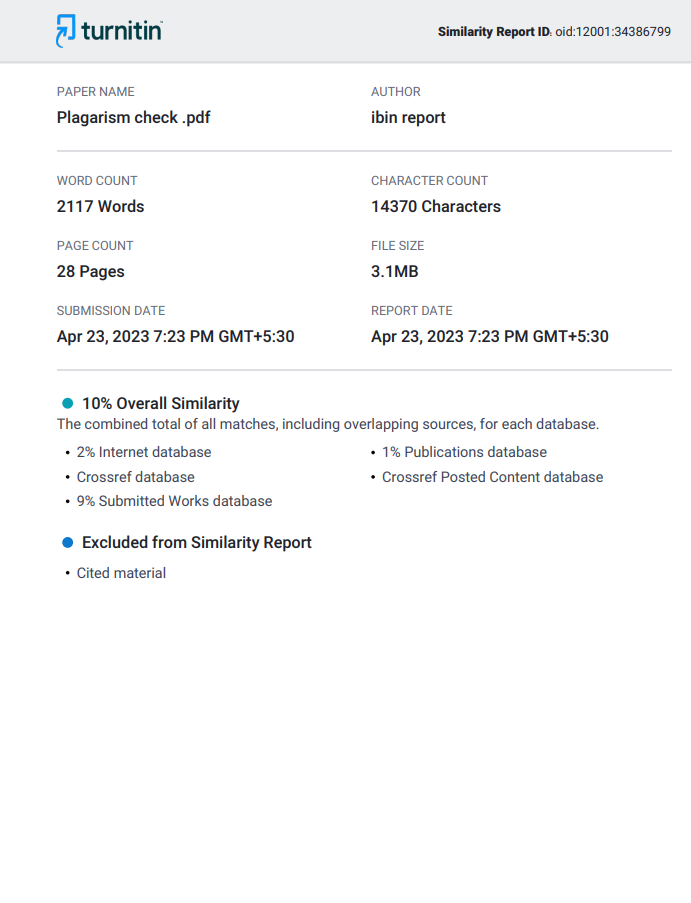 turnitin™
Similarity Report ID: oid:12001:34386799
PAPER NAME
AUTHOR
Plagarism check .pdf
ibin report
WORD COUNT
CHARACTER COUNT
2117 Words
14370 Characters
PAGE COUNT
FILE SIZE
28 Pages
3.1MB
SUBMISSION DATE
REPORT DATE
Apr 23, 2023 7:23 PM GMT+5:30
Apr 23, 2023 7:23 PM GMT+5:30
● 10% Overall Similarity
The combined total of all matches, including overlapping sources, for each database.
• 2% Internet database
• 1% Publications database
• Crossref database
• Crossref Posted Content database
• 9% Submitted Works database
● Excluded from Similarity Report
• Cited material